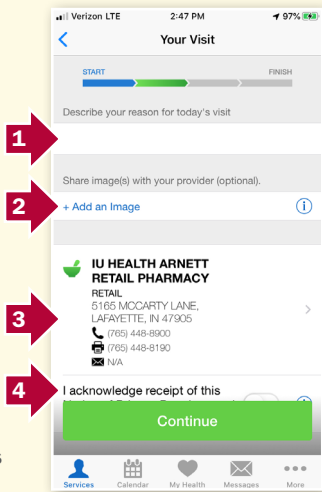 Verizon LTE 2:47 PM 97%
Your Visit
START FINISH
Describe your reason for today's visit
1
Share image(s) with your provider (optional).
2
+ Add an Image
IU HEALTH ARNETT
RETAIL PHARMACY
RETAIL
5165 MCCARTY LANE,
LAFAYETTE, IN 47905
3
(765) 448-8900
(765) 448-8190
N/A
4
I acknowledge receipt of this
Continue
s
Services Calendar My Health Messages More